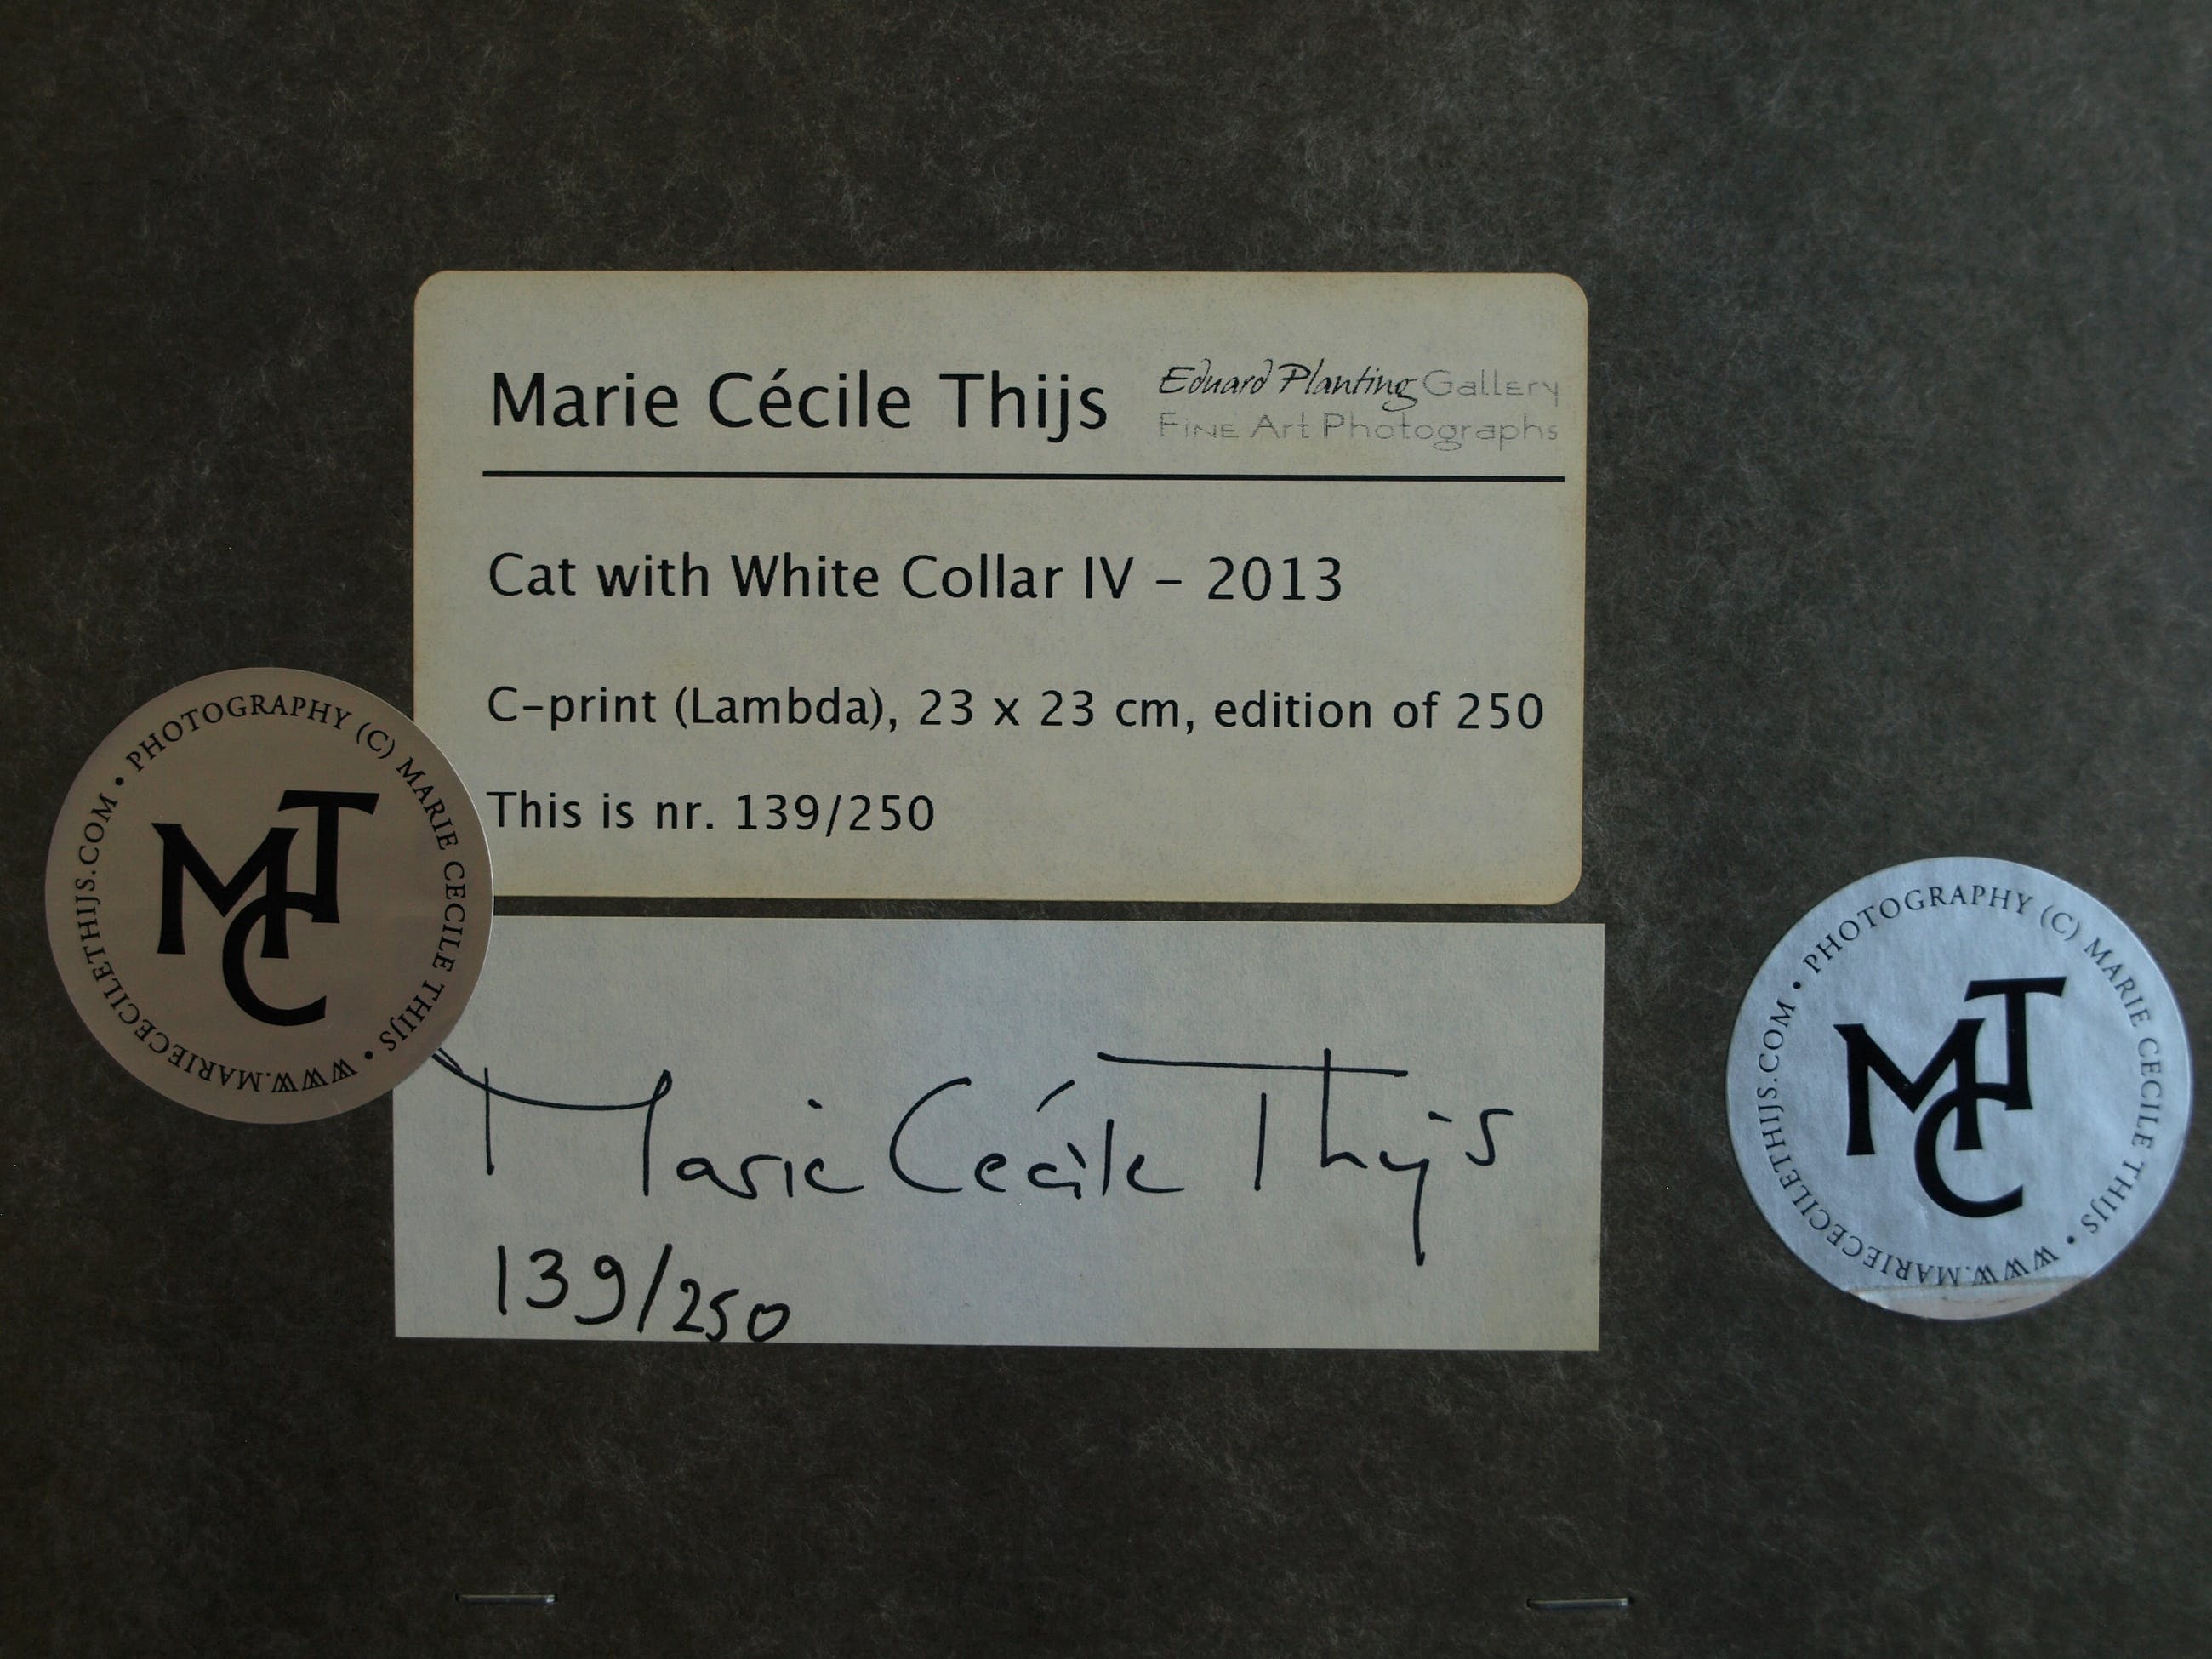 Marie Cécile Thijs
Eduard Planting Gallery
Fine Art Photographs
Cat with White Collar IV – 2013
C-print (Lambda), 23 x 23 cm, edition of 250
This is nr. 139/250
MCT
PHOTOGRAPHY (C) MARIE CECILE THIJS • WWW.MARIECECILETHIJS.COM •
Marie Cécile Thijs
139/250
MCT
PHOTOGRAPHY (C) MARIE CECILE THIJS • WWW.MARIECECILETHIJS.COM •